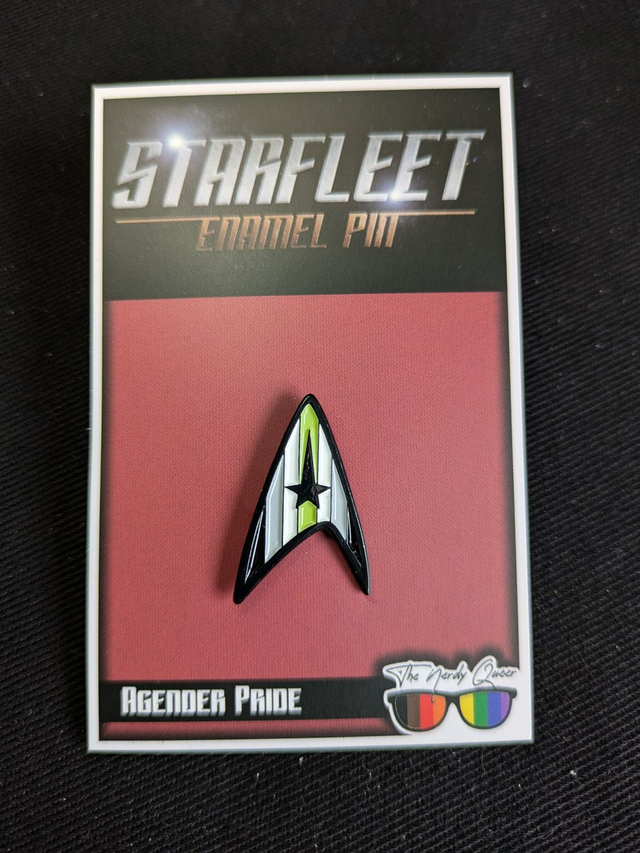 STARFLEET
ENAMEL PIN
AGENDER PRIDE
The Nerdy Queer